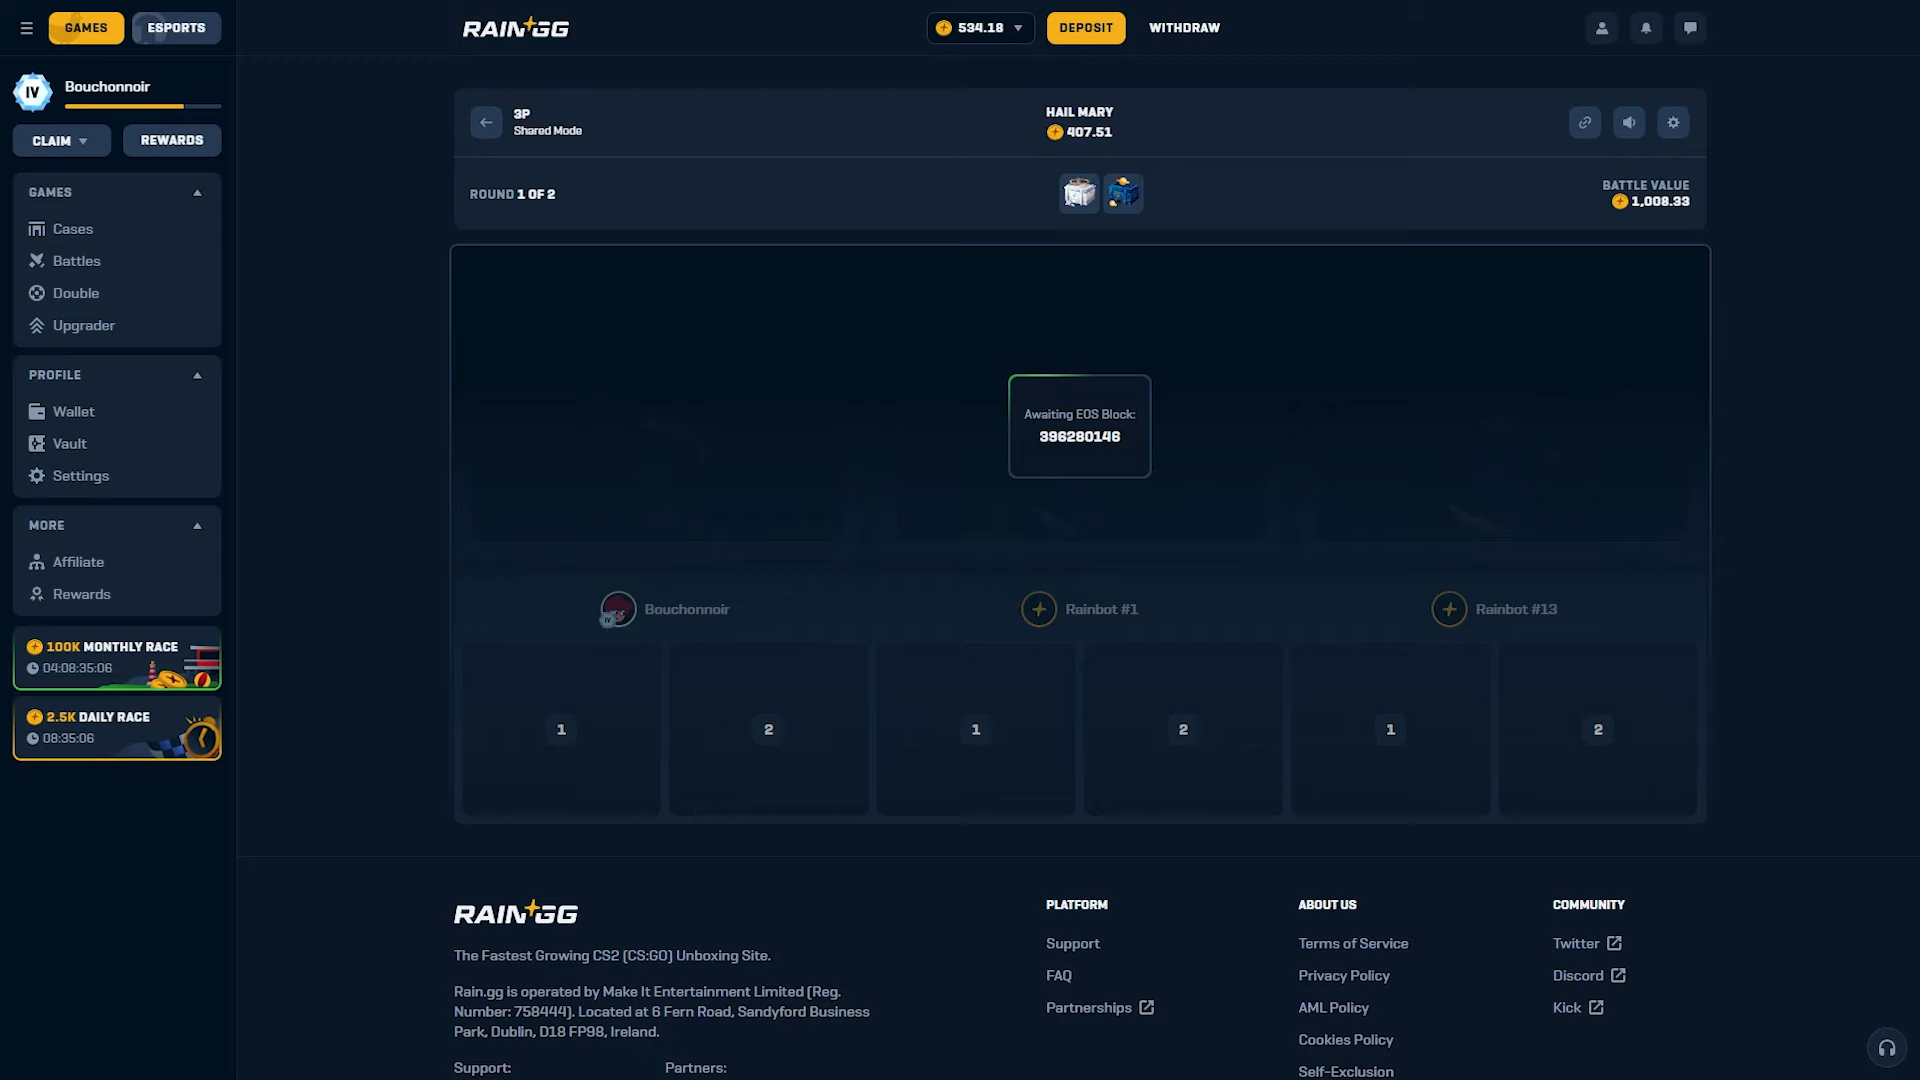 GAMES
ESPORTS
RAIN GG
534.18
DEPOSIT
WITHDRAW
IV
Bouchonnoir
CLAIM
REWARDS
GAMES
Cases
Battles
Double
Upgrader
PROFILE
Wallet
Vault
Settings
MORE
Affiliate
Rewards
100K MONTHLY RACE
04:08:35:06
2.5K DAILY RACE
08:35:06
3P
Shared Mode
HAIL MARY
407.51
ROUND 1 OF 2
BATTLE VALUE
1,008.33
Awaiting EOS Block:
396280146
IV
Bouchonnoir
Rainbot #1
Rainbot #13
1
2
1
2
1
2
RAIN GG
The Fastest Growing CS2 (CS:GO) Unboxing Site.
Rain.gg is operated by Make It Entertainment Limited (Reg.
Number: 758444). Located at 6 Fern Road, Sandyford Business
Park, Dublin, D18 FP98, Ireland.
Support:
Partners:
PLATFORM
Support
FAQ
Partnerships
ABOUT US
Terms of Service
Privacy Policy
AML Policy
Cookies Policy
Self-Exclusion
COMMUNITY
Twitter
Discord
Kick